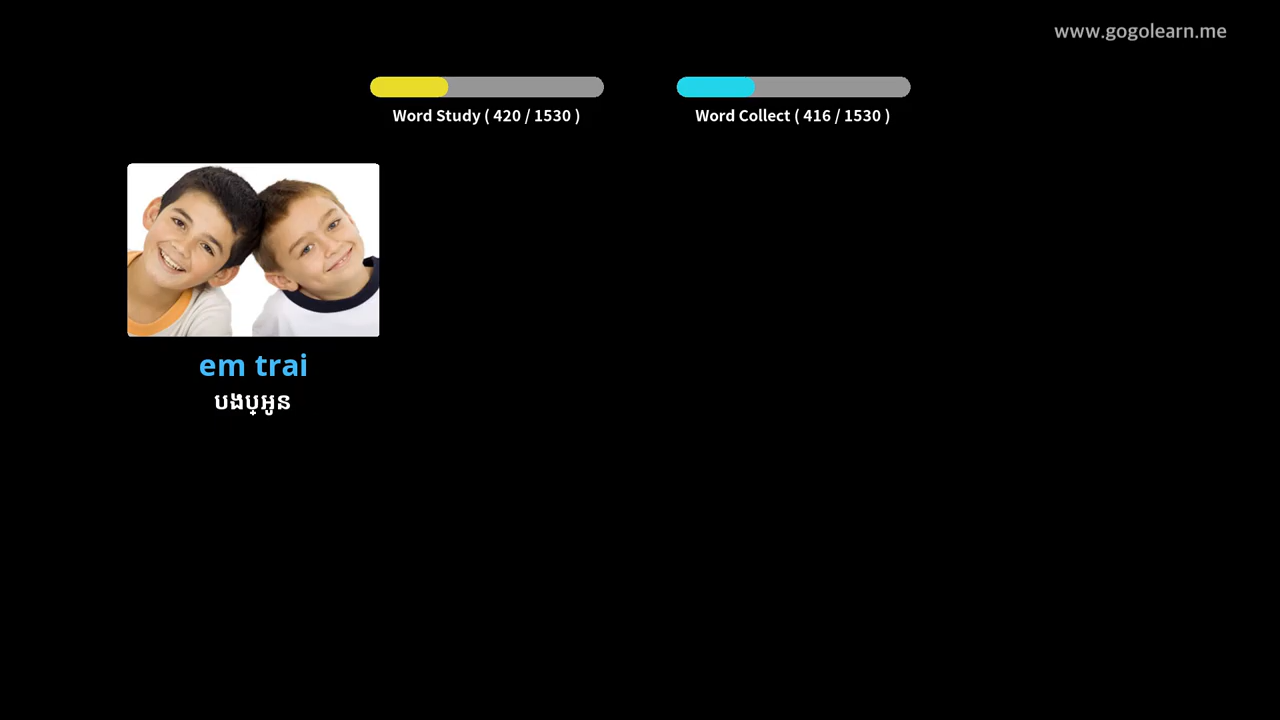 www.gogolearn.me
Word Study ( 420 / 1530 )
Word Collect ( 416 / 1530 )
em trai
បងប្អូន